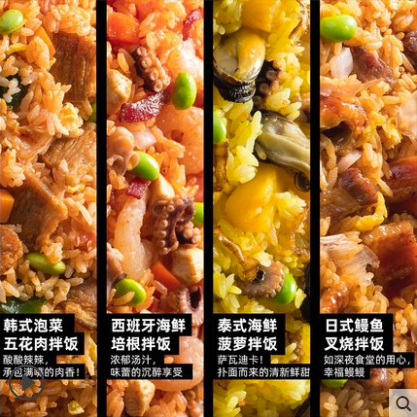 韩式泡菜
五花肉拌饭
酸酸辣辣，
承包满嘴的肉香！
西班牙海鲜
培根拌饭
浓郁汤汁，
味蕾的沉醉享受
泰式海鲜
菠萝拌饭
萨瓦迪卡！
扑面而来的清新鲜甜
日式鳗鱼
叉烧拌饭
如深夜食堂的用心，
幸福鳗鳗